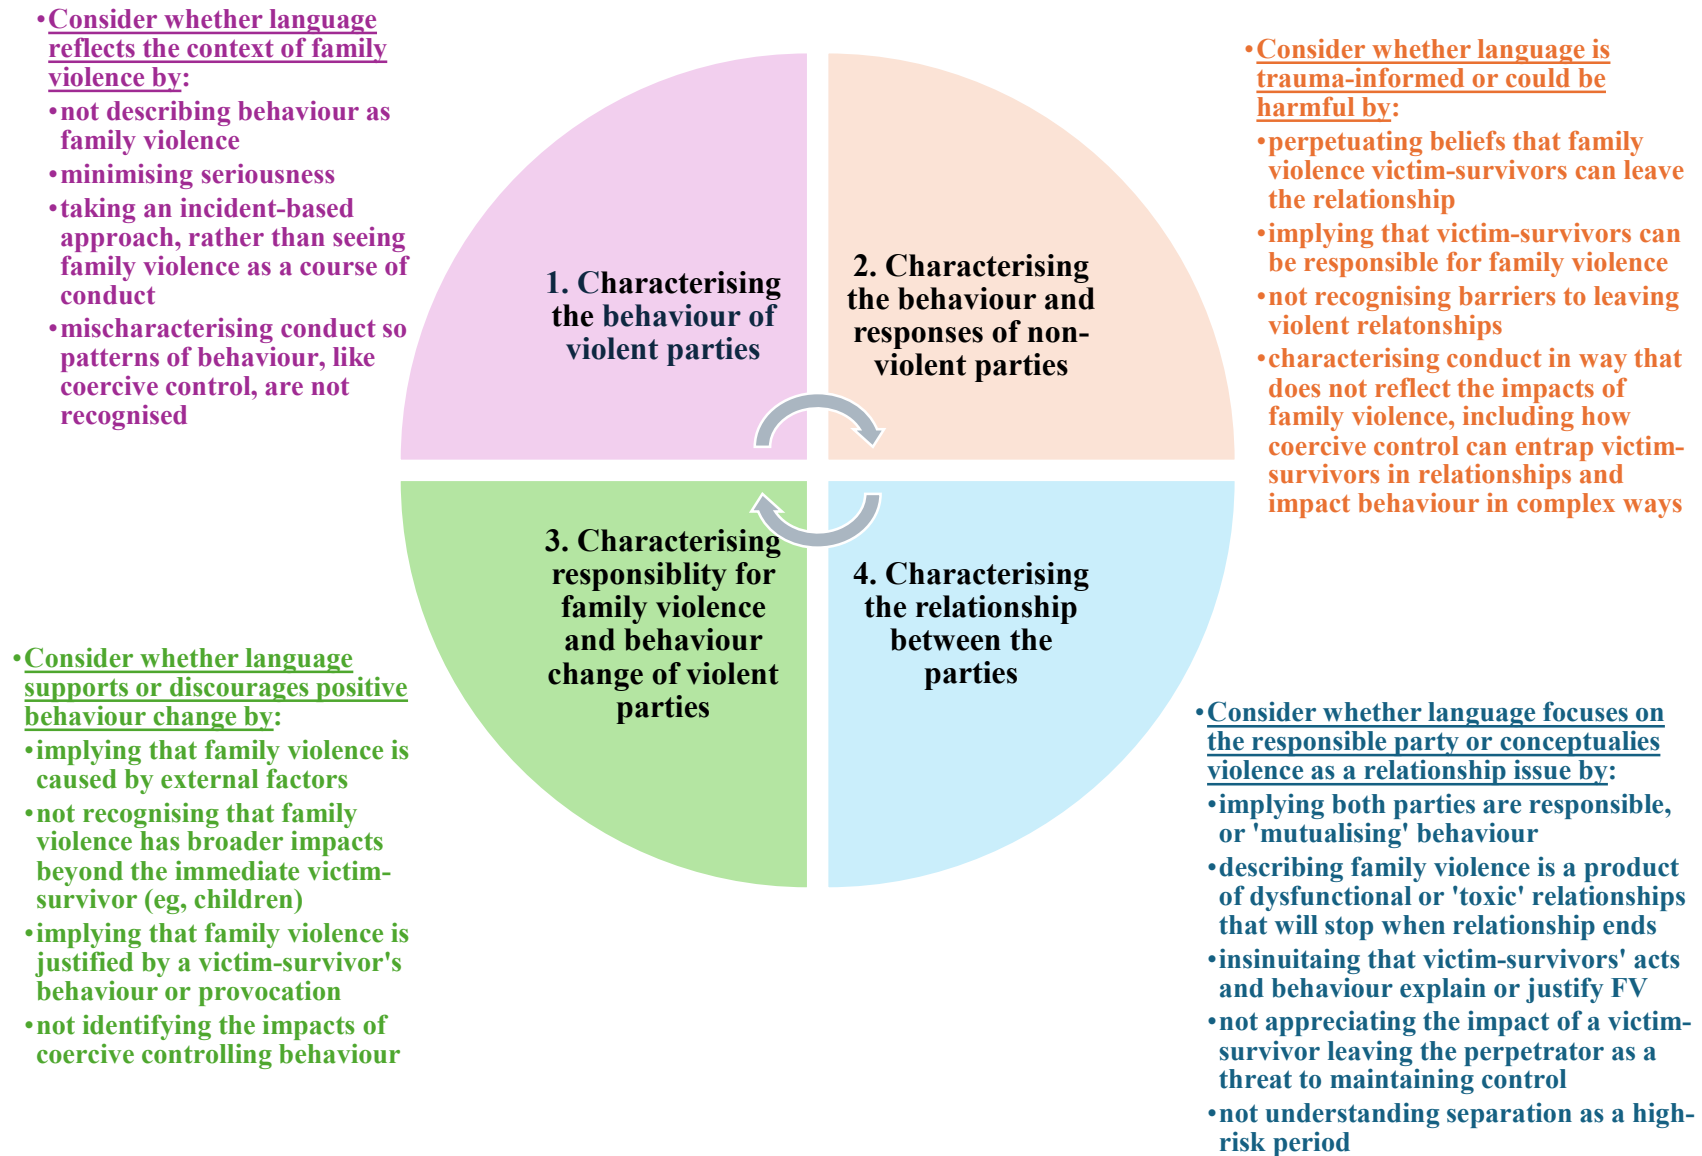 •Consider whether language
reflects the context of family
violence by:
•not describing behaviour as
family violence
•minimising seriousness
•taking an incident-based
approach, rather than seeing
family violence as a course of
conduct
•mischaracterising conduct so
patterns of behaviour, like
coercive control, are not
recognised
1. Characterising
the behaviour of
violent parties
2. Characterising
the behaviour and
responses of non-
violent parties
•Consider whether language is
trauma-informed or could be
harmful by:
•perpetuating beliefs that family
violence victim-survivors can leave
the relationship
•implying that victim-survivors can
be responsible for family violence
•not recognising barriers to leaving
violent relatonships
•characterising conduct in way that
does not reflect the impacts of
family violence, including how
coercive control can entrap victim-
survivors in relationships and
impact behaviour in complex ways
3. Characterising
responsiblity for
family violence
and behaviour
change of violent
parties
4. Characterising
the relationship
between the
parties
•Consider whether language
supports or discourages positive
behaviour change by:
•implying that family violence is
caused by external factors
•not recognising that family
violence has broader impacts
beyond the immediate victim-
survivor (eg, children)
•implying that family violence is
justified by a victim-survivor's
behaviour or provocation
•not identifying the impacts of
coercive controlling behaviour
•Consider whether language focuses on
the responsible party or conceptualies
violence as a relationship issue by:
•implying both parties are responsible,
or 'mutualising' behaviour
•describing family violence is a product
of dysfunctional or 'toxic' relationships
that will stop when relationship ends
•insinuitaing that victim-survivors' acts
and behaviour explain or justify FV
•not appreciating the impact of a victim-
survivor leaving the perpetrator as a
threat to maintaining control
•not understanding separation as a high-
risk period